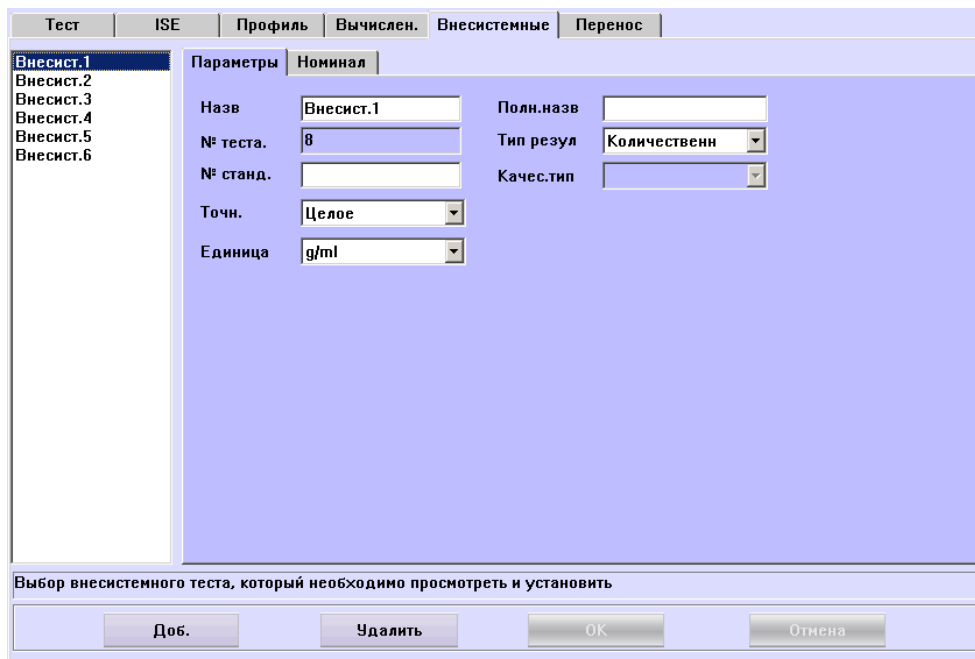 Тест ISE Профиль Вычислен. Внесистемные Перенос
Внесист.1
Внесист.2
Внесист.3
Внесист.4
Внесист.5
Внесист.6
Параметры Номинал
Назв Внесист.1 Полн.назв
№ теста. 8 Тип резул Количественн
№ станд. Качес.тип
Точн. Целое
Единица g/ml
Выбор внесистемного теста, который необходимо просмотреть и установить
Доб. Удалить OK Отмена